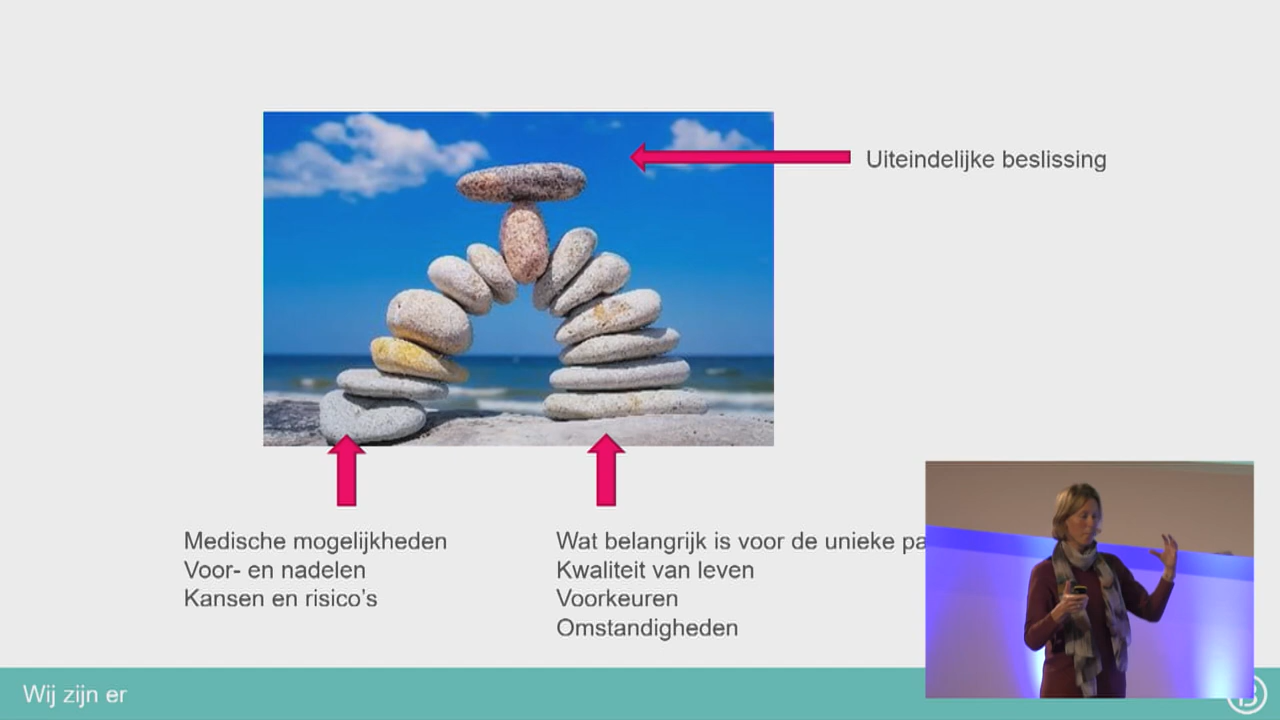 Uiteindelijke beslissing
Medische mogelijkheden
Voor- en nadelen
Kansen en risico's
Wat belangrijk is voor de unieke
Kwaliteit van leven
Voorkeuren
Omstandigheden
Wij zijn er